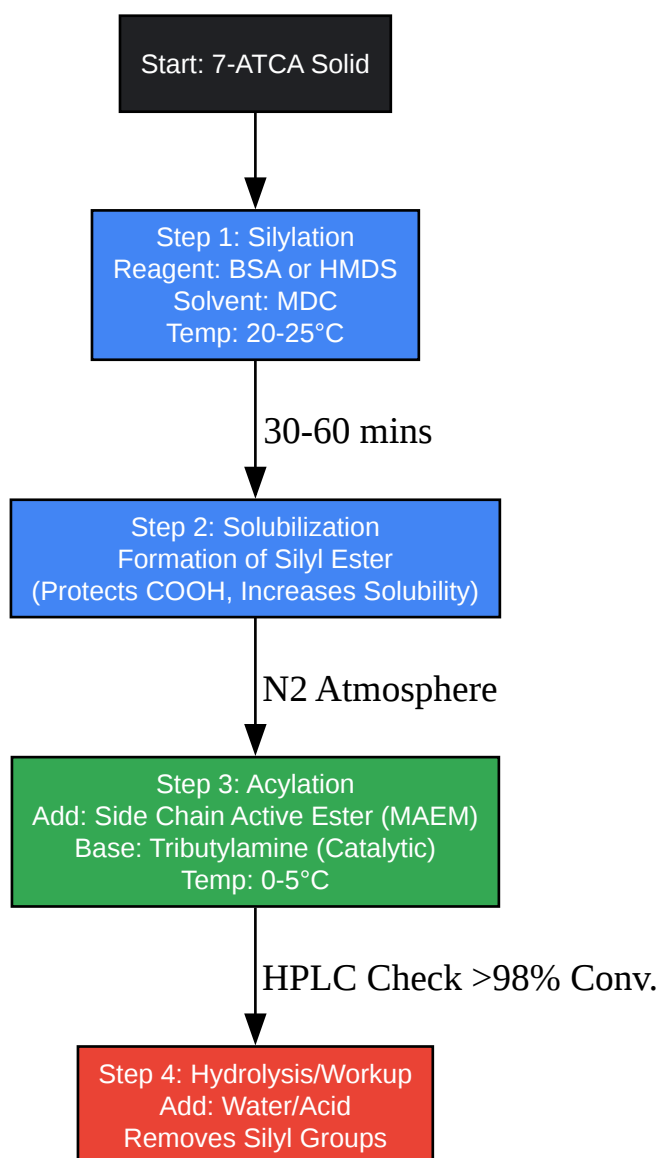 Start: 7-ATCA Solid
Step 1: Silylation
Reagent: BSA or HMDS
Solvent: MDC
Temp: 20-25°C
30-60 mins
Step 2: Solubilization
Formation of Silyl Ester
(Protects COOH, Increases Solubility)
N2 Atmosphere
Step 3: Acylation
Add: Side Chain Active Ester (MAEM)
Base: Tributylamine (Catalytic)
Temp: 0-5°C
HPLC Check >98% Conv.
Step 4: Hydrolysis/Workup
Add: Water/Acid
Removes Silyl Groups